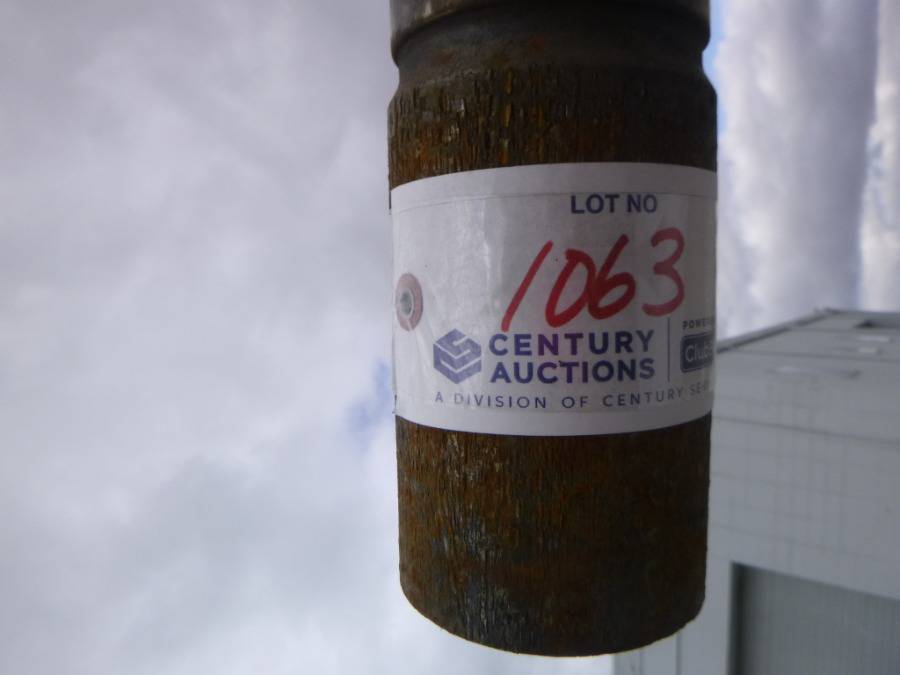 LOT NO
1063
CENTURY
AUCTIONS
A DIVISION OF CENTURY